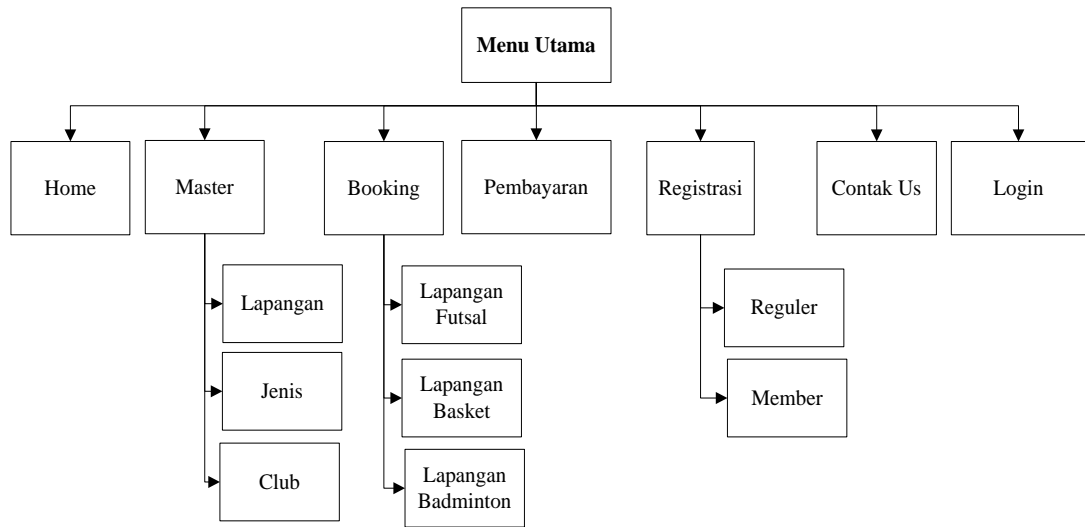 Menu Utama
Home
Master
Booking
Pembayaran
Registrasi
Contak Us
Login
Lapangan
Jenis
Club
Lapangan
Futsal
Lapangan
Basket
Lapangan
Badminton
Reguler
Member